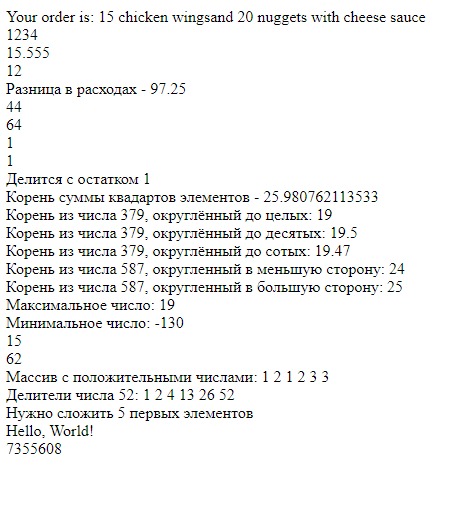 Your order is: 15 chicken wingsand 20 nuggets with cheese sauce
1234
15.555
12
Разница в расходах - 97.25
44
64
1
1
Делится с остатком 1
Корень суммы квадартов элементов - 25.980762113533
Корень из числа 379, округлённый до целых: 19
Корень из числа 379, округлённый до десятых: 19.5
Корень из числа 379, округлённый до сотых: 19.47
Корень из числа 587, округленный в меньшую сторону: 24
Корень из числа 587, округленный в большую сторону: 25
Максимальное число: 19
Минимальное число: -130
15
62
Массив с положительными числами: 1 2 1 2 3 3
Делители числа 52: 1 2 4 13 26 52
Нужно сложить 5 первых элементов
Hello, World!
7355608